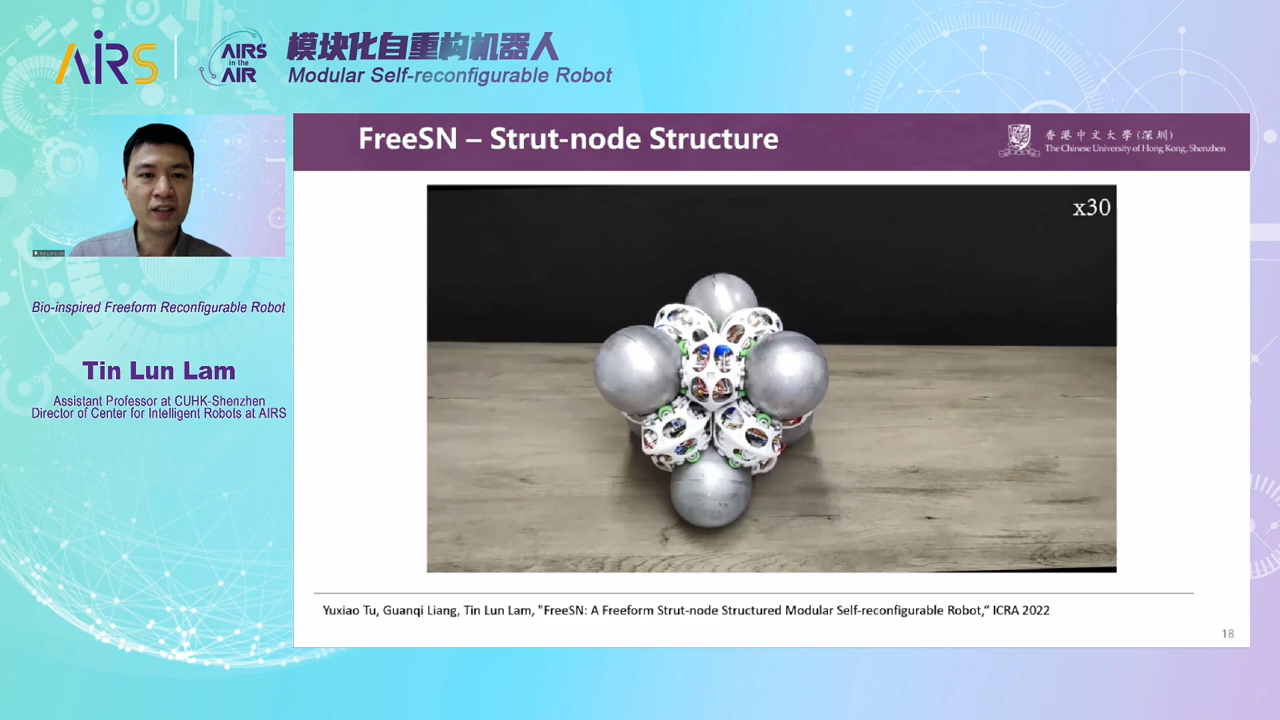 AIRS
AIRS
in the
AIR
模块化自重构机器人
Modular Self-reconfigurable Robot
FreeSN – Strut-node Structure
香港中文大學(深圳)
The Chinese University of Hong Kong, Shenzhen
x30
Bio-inspired Freeform Reconfigurable Robot
Tin Lun Lam
Assistant Professor at CUHK-Shenzhen
Director of Center for Intelligent Robots at AIRS
Yuxiao Tu, Guanqi Liang, Tin Lun Lam, "FreeSN: A Freeform Strut-node Structured Modular Self-reconfigurable Robot,“ ICRA 2022
18